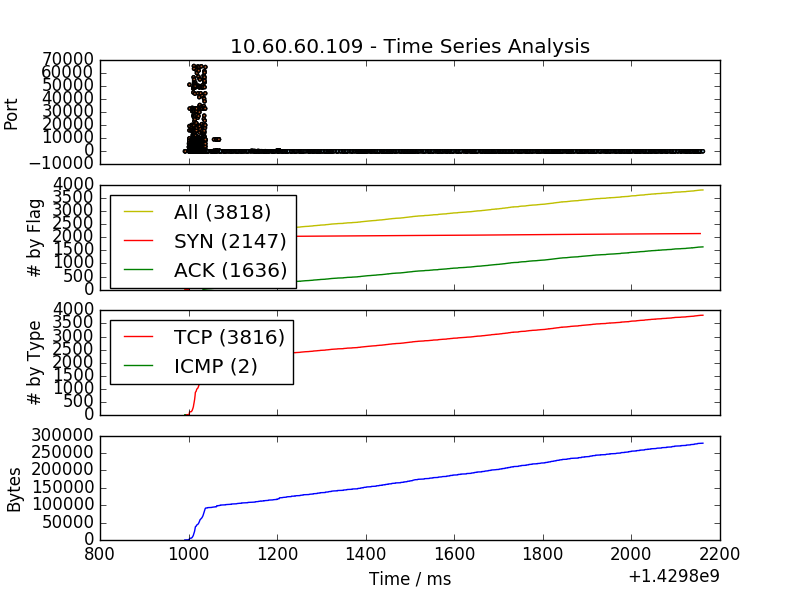 10.60.60.109 - Time Series Analysis
70000
60000
50000
40000
30000
20000
10000
0
−10000
Port
4000
3500
3000
2500
2000
1500
1000
500
0
# by Flag
All (3818)
SYN (2147)
ACK (1636)
4000
3500
3000
2500
2000
1500
1000
500
0
# by Type
TCP (3816)
ICMP (2)
300000
250000
200000
150000
100000
50000
0
Bytes
800 1000 1200 1400 1600 1800 2000 2200
Time / ms
+1.4298e9